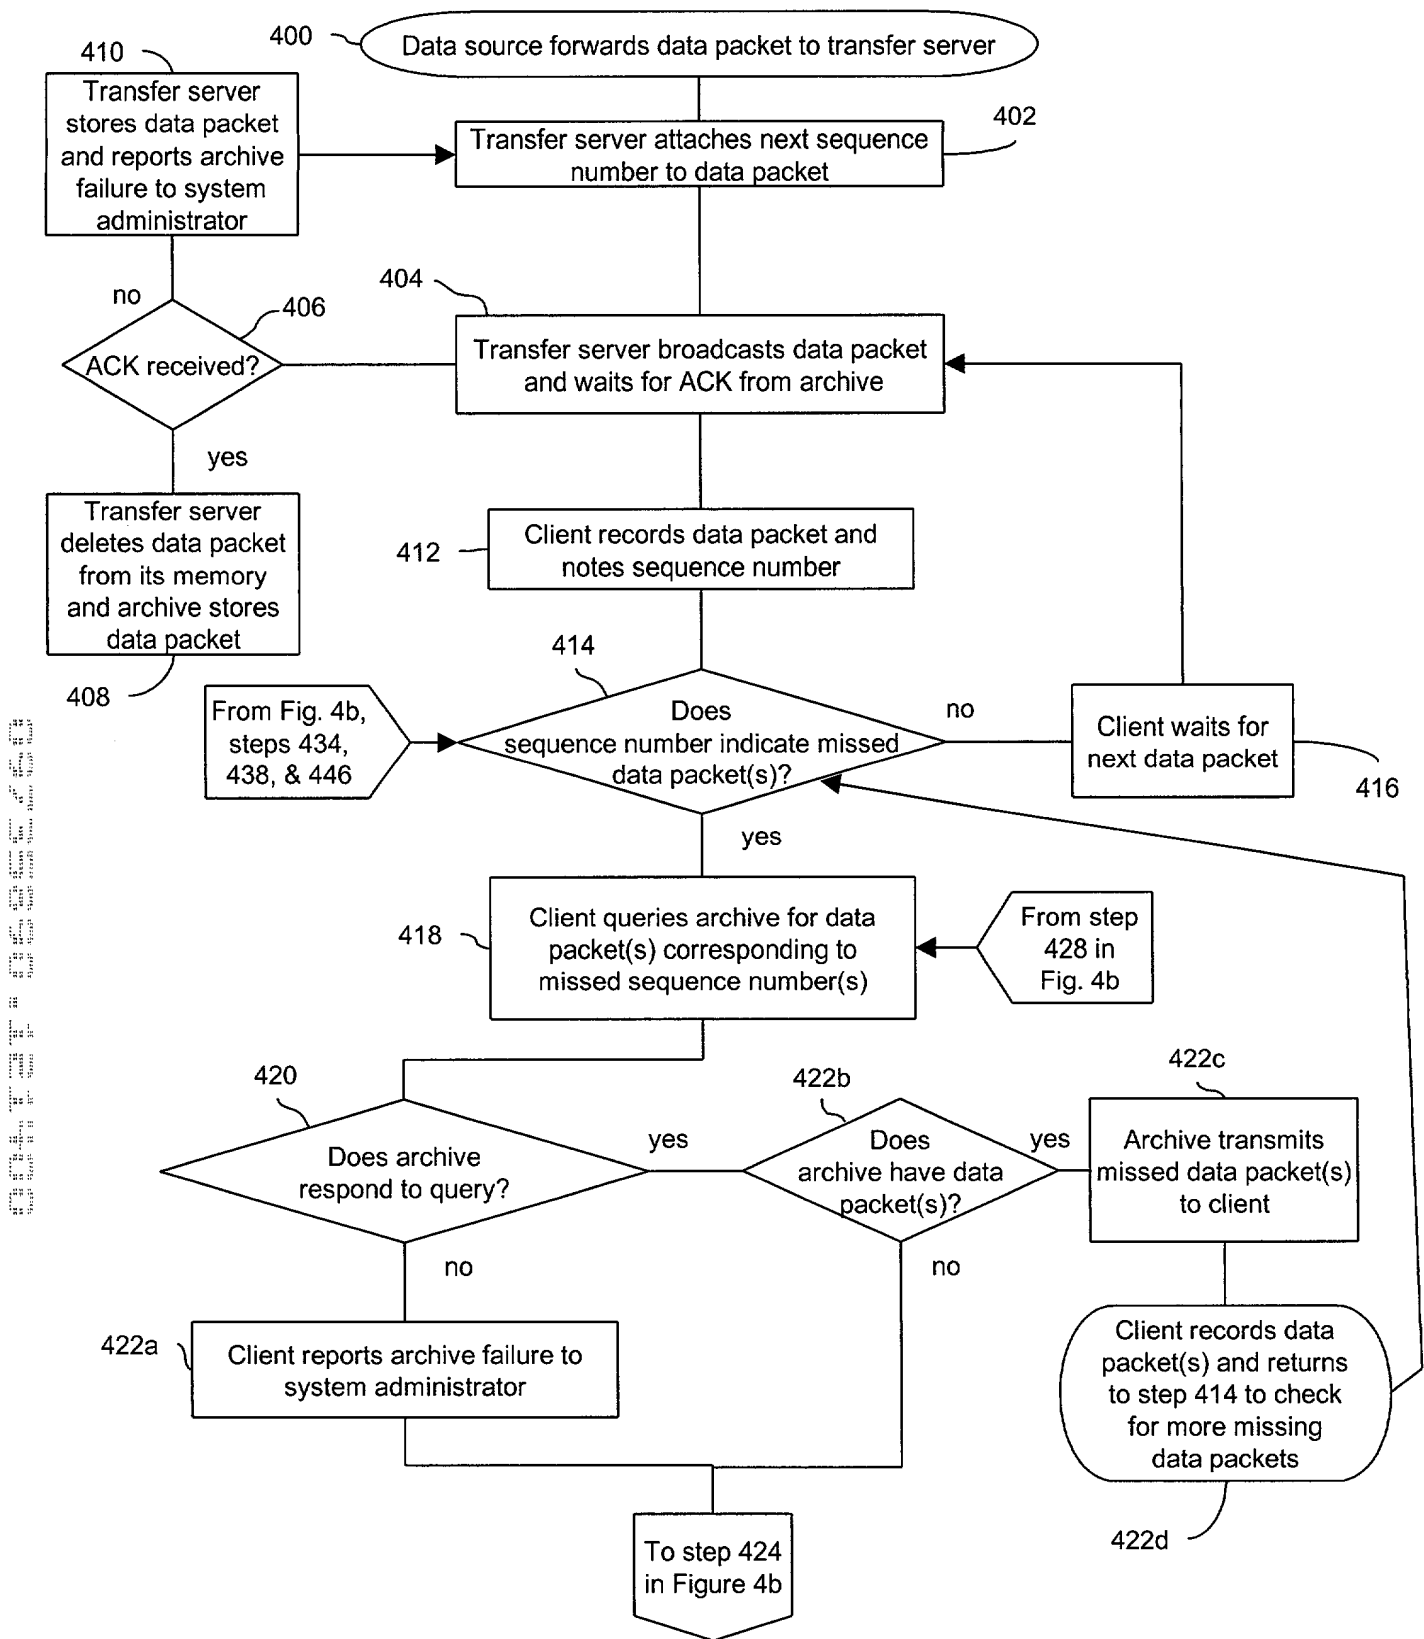 400
Data source forwards data packet to transfer server
410
Transfer server
stores data packet
and reports archive
failure to system
administrator
402
Transfer server attaches next sequence
number to data packet
404
Transfer server broadcasts data packet
and waits for ACK from archive
no
406
ACK received?
yes
Transfer server
deletes data packet
from its memory
and archive stores
data packet
408
412
Client records data packet and
notes sequence number
414
From Fig. 4b,
steps 434,
438, & 446
Does
sequence number indicate missed
data packet(s)?
no
Client waits for
next data packet
416
yes
418
Client queries archive for data
packet(s) corresponding to
missed sequence number(s)
From step
428 in
Fig. 4b
420
Does archive
respond to query?
yes
422b
Does
archive have data
packet(s)?
yes
422c
Archive transmits
missed data packet(s)
to client
no
no
422a
Client reports archive failure to
system administrator
Client records data
packet(s) and returns
to step 414 to check
for more missing
data packets
422d
To step 424
in Figure 4b